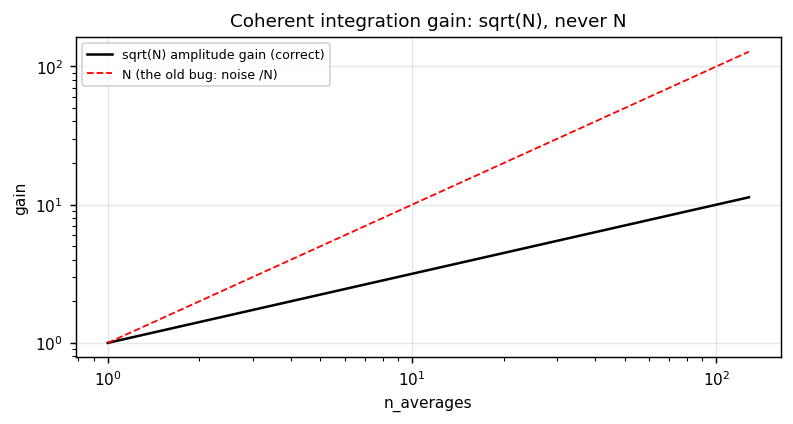 Coherent integration gain: sqrt(N), never N
sqrt(N) amplitude gain (correct)
N (the old bug: noise /N)
10²
10¹
10⁰
gain
10⁰ 10¹ 10²
n_averages